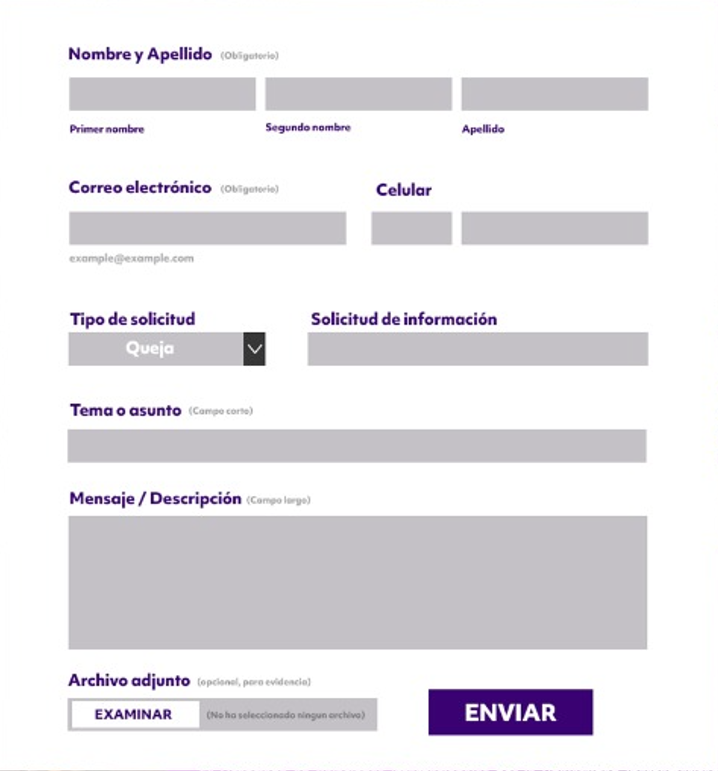 Nombre y Apellido (Obligatorio)
Primer nombre Segundo nombre Apellido
Correo electrónico (Obligatorio) Celular
example@example.com
Tipo de solicitud Solicitud de información
Queja
Tema o asunto (Campo corto)
Mensaje / Descripción (Campo largo)
Archivo adjunto (opcional, para evidencia)
EXAMINAR (No ha seleccionado ningun archivo) ENVIAR